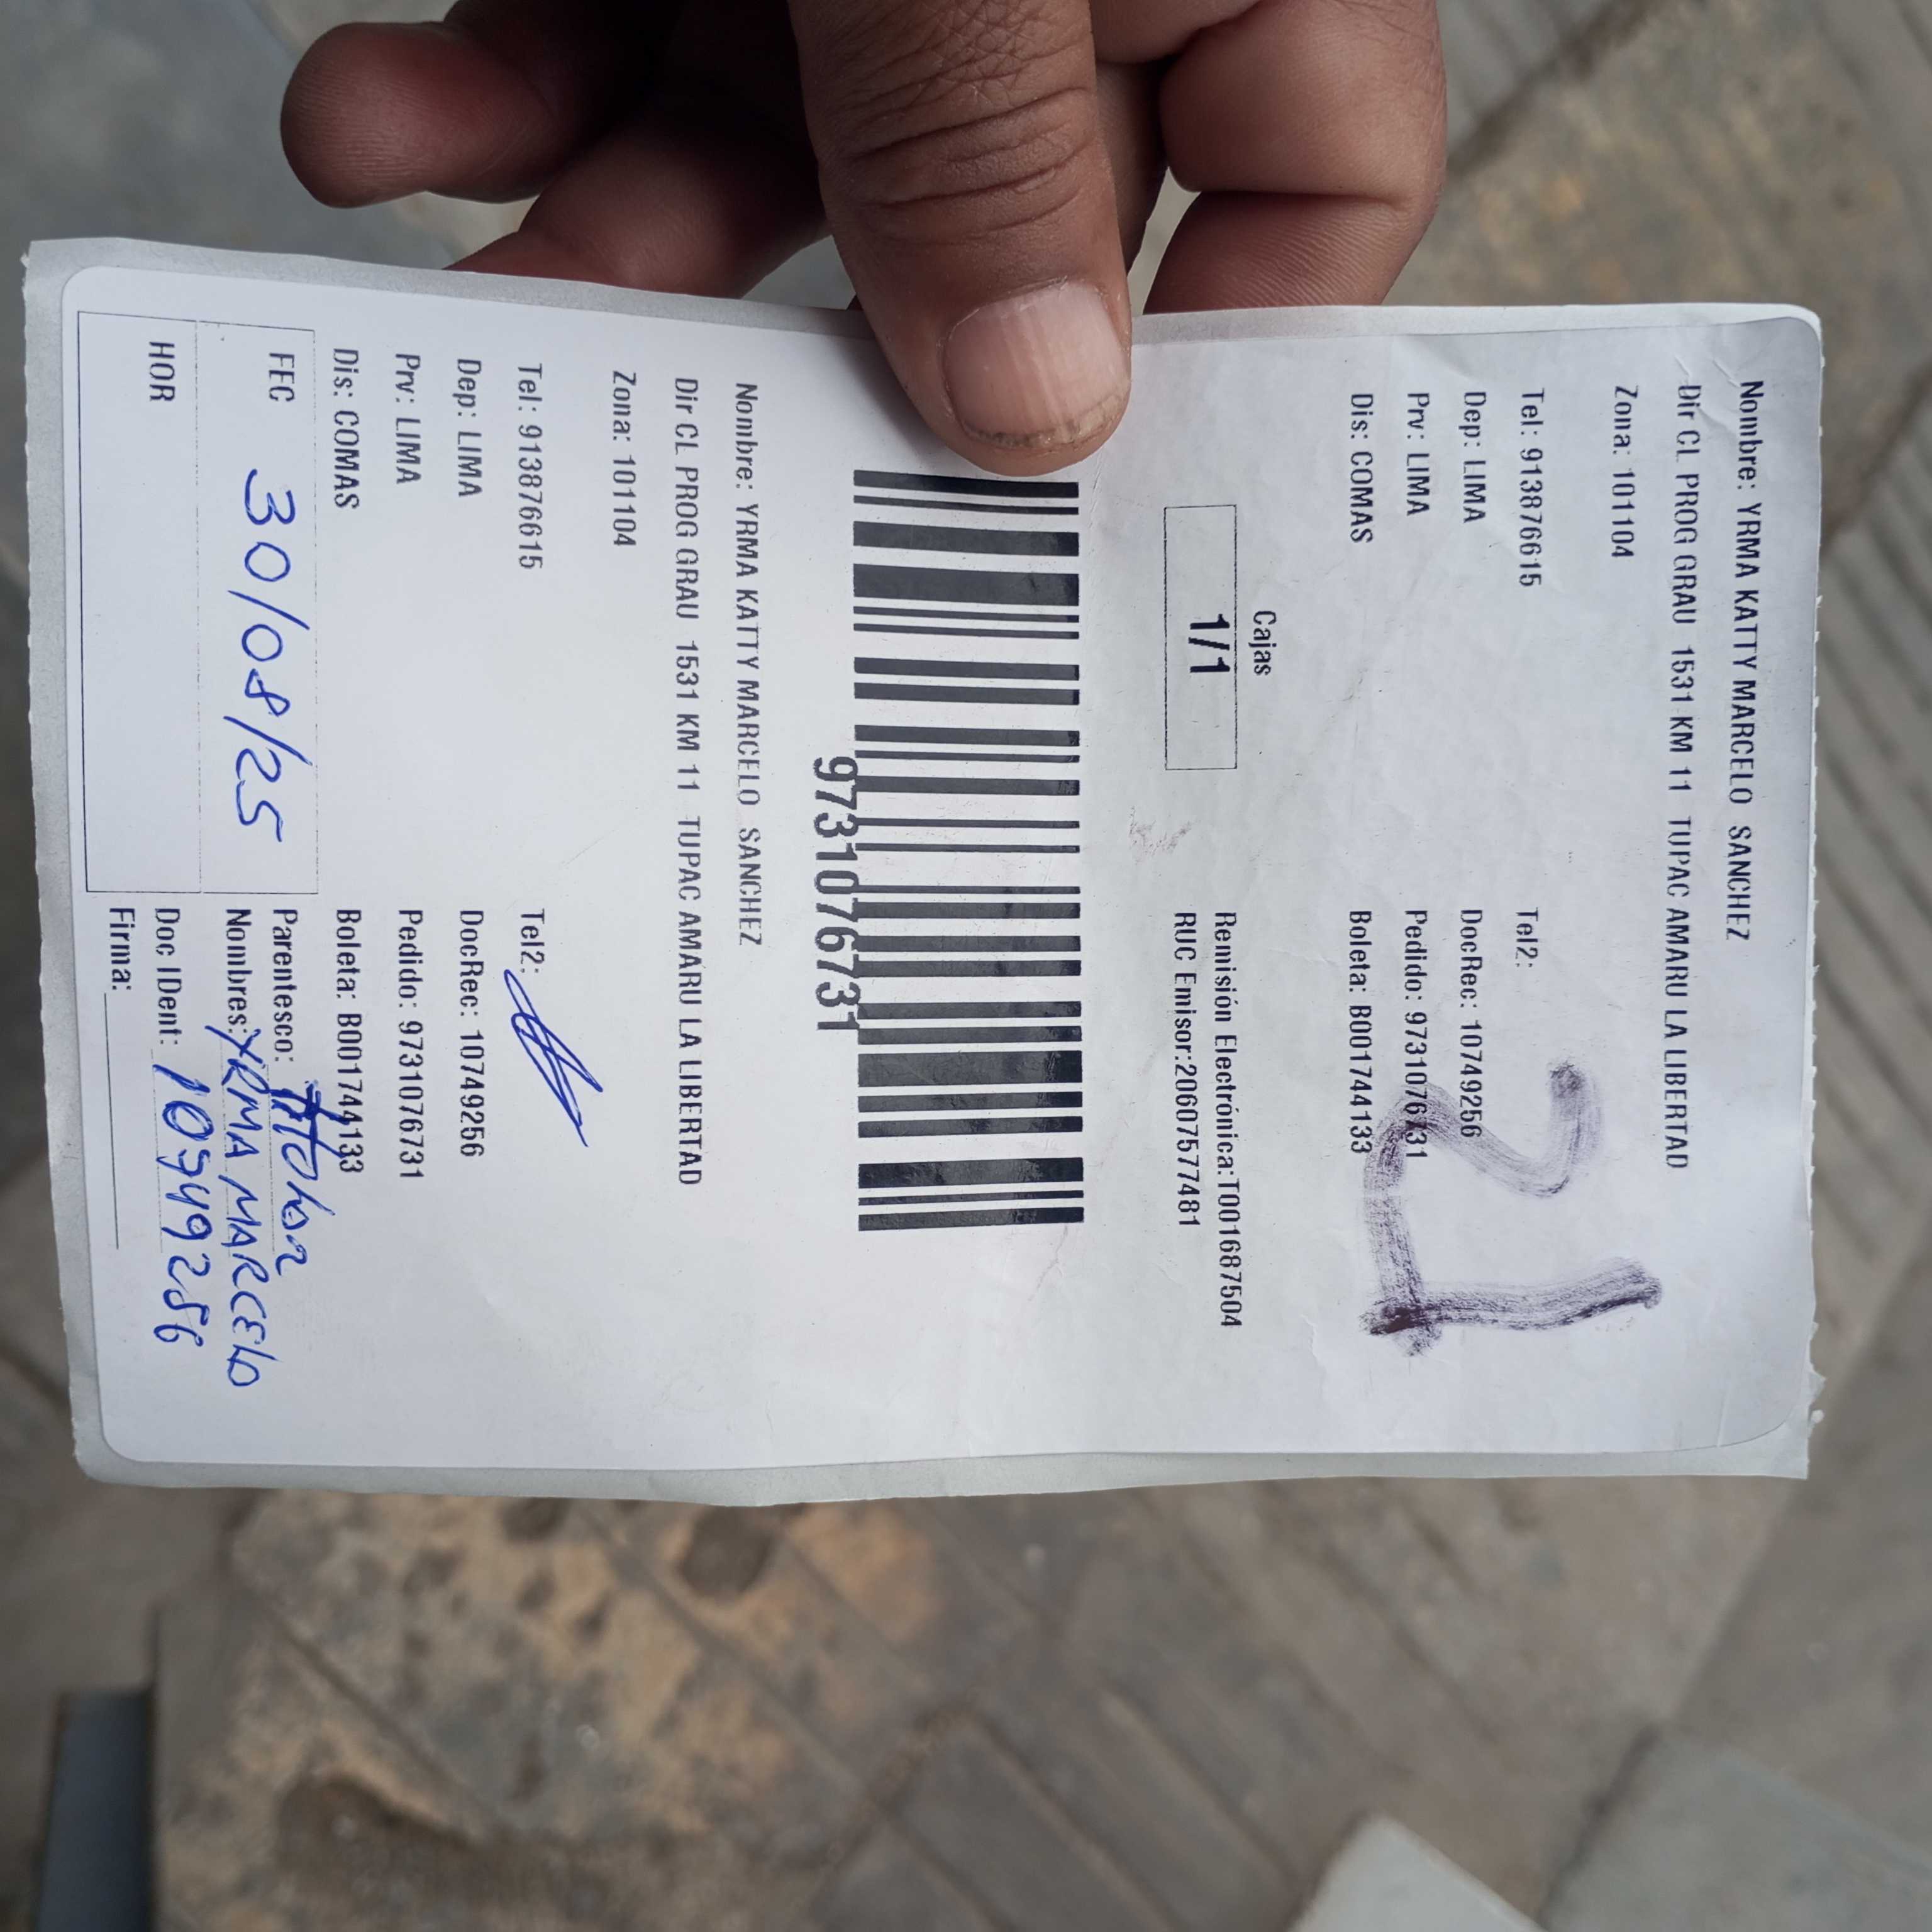 Nombre: YRMA KATTY MARCELO SANCHEZ
Dir CL PROG GRAU 1531 KM 11 TUPAC AMARU LA LIBERTAD
Zona: 101104
Tel: 913876615 Tel2:
Dep: LIMA DocRec: 10749256
Prv: LIMA Pedido: 9731076731
Dis: COMAS Boleta: B001744133
21
Cajas
1/1
Remisión Electrónica:T001687504
RUC Emisor:20607577481
9731076731
Nombre: YRMA KATTY MARCELO SANCHEZ
Dir CL PROG GRAU 1531 KM 11 TUPAC AMARU LA LIBERTAD
Zona: 101104
Tel: 913876615 Tel2:
Dep: LIMA DocRec: 10749256
Prv: LIMA Pedido: 9731076731
Dis: COMAS Boleta: B001744133
FEC 30/08/25 Parentesco: titular
Nombres: YRMA MARCELO
HOR Doc IDent:
Firma: